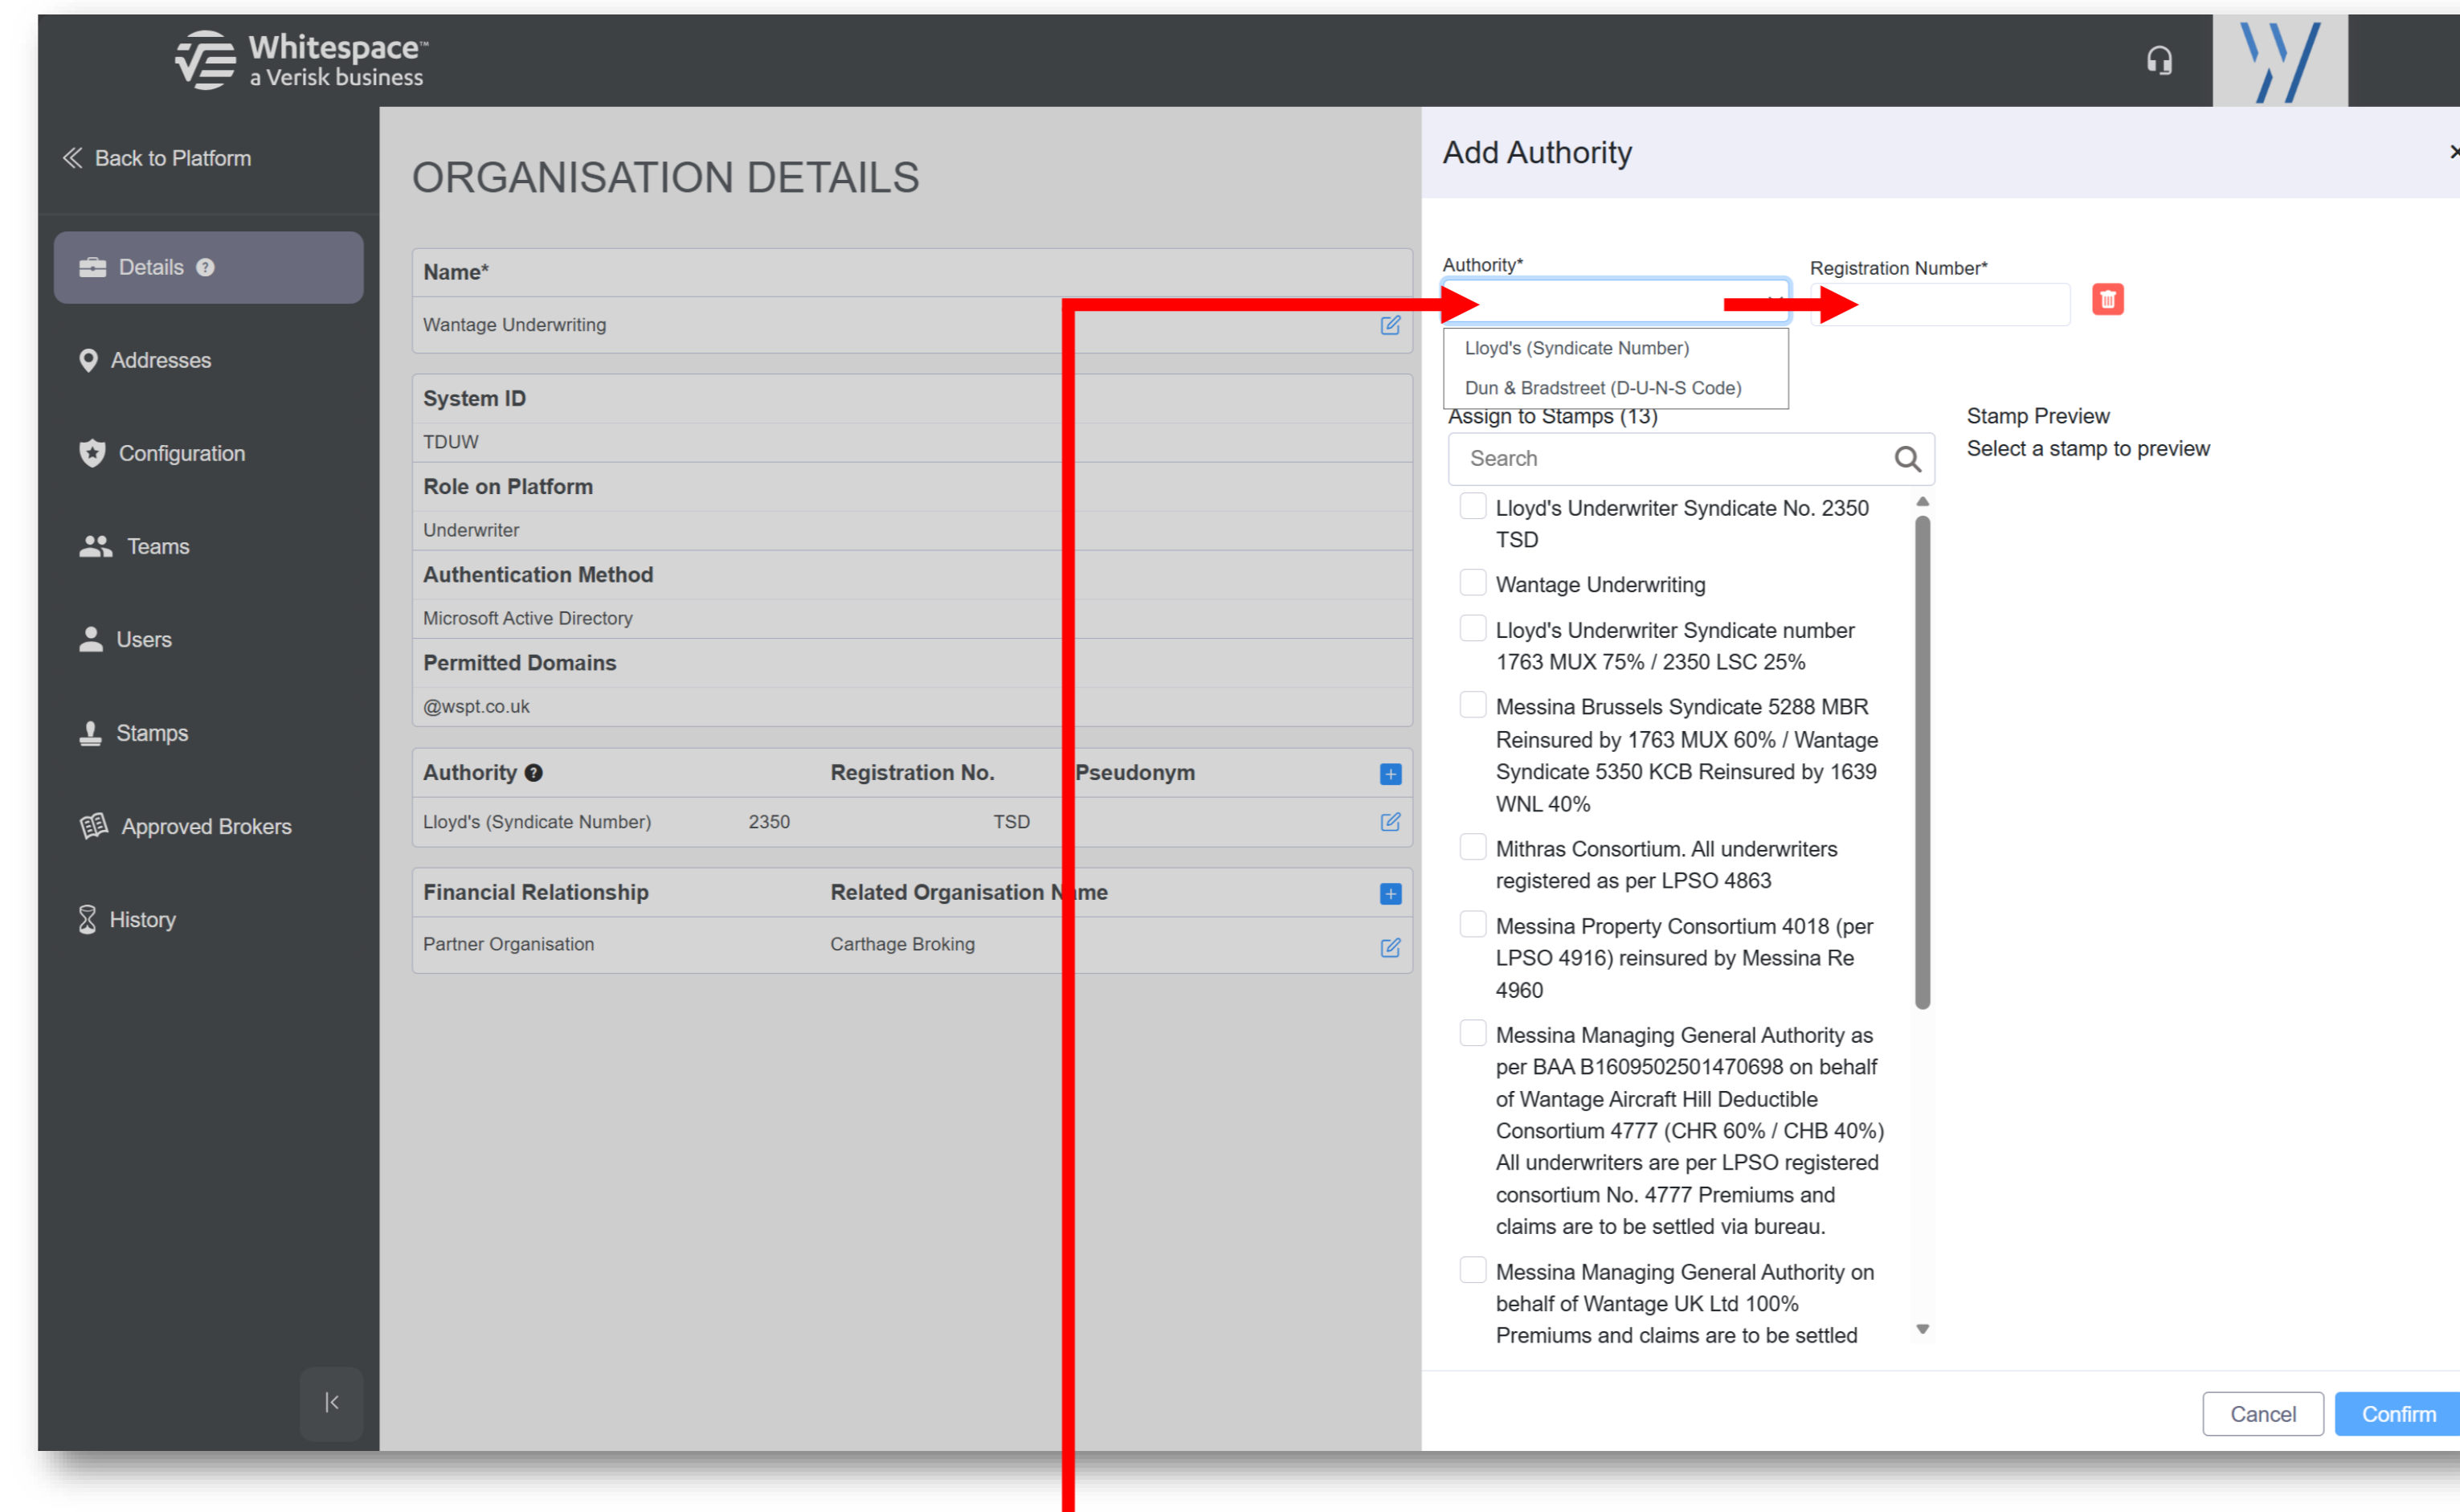 Whitespace™
a Verisk business
Back to Platform
Details ?
Addresses
Configuration
Teams
Users
Stamps
Approved Brokers
History
ORGANISATION DETAILS
Name*
Wantage Underwriting
System ID
TDUW
Role on Platform
Underwriter
Authentication Method
Microsoft Active Directory
Permitted Domains
@wspt.co.uk
Authority ? Registration No. Pseudonym
Lloyd's (Syndicate Number) 2350 TSD
Financial Relationship Related Organisation Name
Partner Organisation Carthage Broking
Add Authority
Authority* Registration Number*
Lloyd's (Syndicate Number)
Dun & Bradstreet (D-U-N-S Code)
Assign to Stamps (13)
Search
Lloyd's Underwriter Syndicate No. 2350
TSD
Wantage Underwriting
Lloyd's Underwriter Syndicate number
1763 MUX 75% / 2350 LSC 25%
Messina Brussels Syndicate 5288 MBR
Reinsured by 1763 MUX 60% / Wantage
Syndicate 5350 KCB Reinsured by 1639
WNL 40%
Mithras Consortium. All underwriters
registered as per LPSO 4863
Messina Property Consortium 4018 (per
LPSO 4916) reinsured by Messina Re
4960
Messina Managing General Authority as
per BAA B1609502501470698 on behalf
of Wantage Aircraft Hill Deductible
Consortium 4777 (CHR 60% / CHB 40%)
All underwriters are per LPSO registered
consortium No. 4777 Premiums and
claims are to be settled via bureau.
Messina Managing General Authority on
behalf of Wantage UK Ltd 100%
Premiums and claims are to be settled
Stamp Preview
Select a stamp to preview
Cancel Confirm